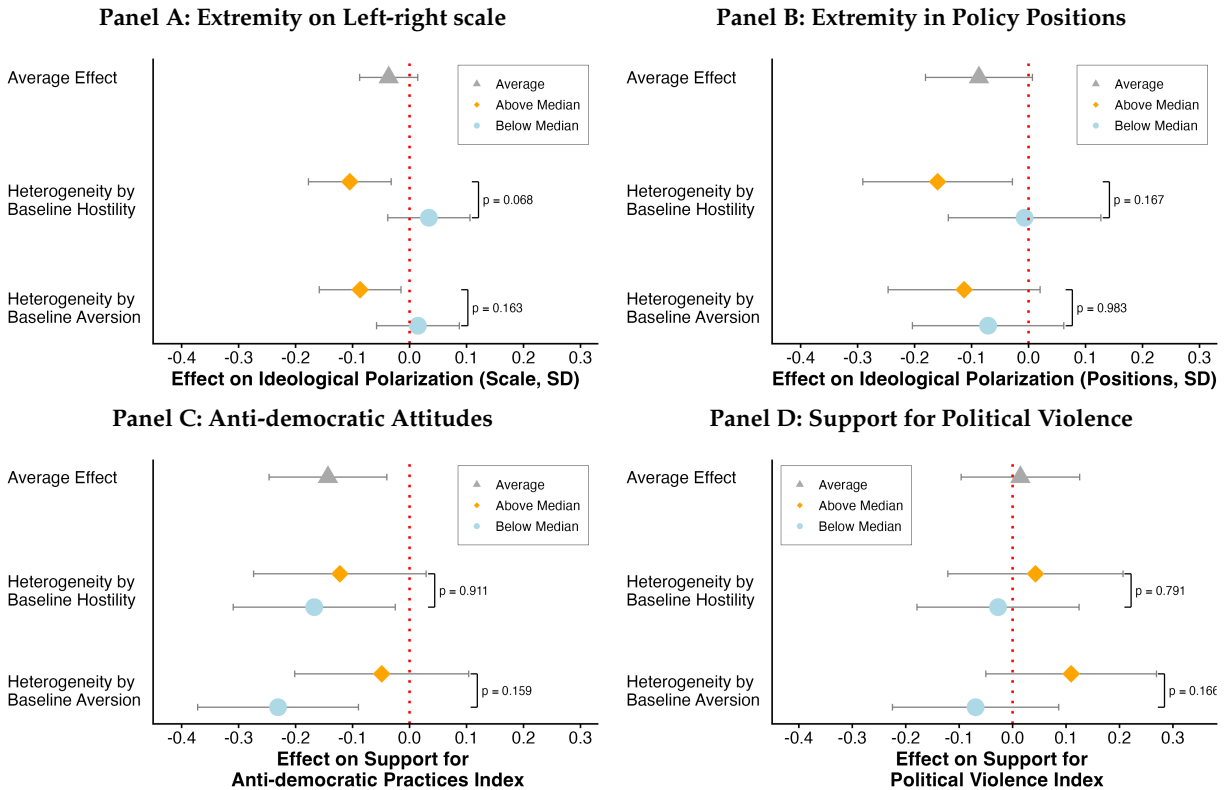 Panel A: Extremity on Left-right scale
Average Effect
Average
Above Median
Below Median
Heterogeneity by
Baseline Hostility
p = 0.068
Heterogeneity by
Baseline Aversion
p = 0.163
-0.4 -0.3 -0.2 -0.1 0.0 0.1 0.2 0.3
Effect on Ideological Polarization (Scale, SD)
Panel B: Extremity in Policy Positions
Average Effect
Average
Above Median
Below Median
Heterogeneity by
Baseline Hostility
p = 0.167
Heterogeneity by
Baseline Aversion
p = 0.983
-0.4 -0.3 -0.2 -0.1 0.0 0.1 0.2 0.3
Effect on Ideological Polarization (Positions, SD)
Panel C: Anti-democratic Attitudes
Average Effect
Average
Above Median
Below Median
Heterogeneity by
Baseline Hostility
p = 0.911
Heterogeneity by
Baseline Aversion
p = 0.159
-0.4 -0.3 -0.2 -0.1 0.0 0.1 0.2 0.3
Effect on Support for
Anti-democratic Practices Index
Panel D: Support for Political Violence
Average Effect
Average
Above Median
Below Median
Heterogeneity by
Baseline Hostility
p = 0.791
Heterogeneity by
Baseline Aversion
p = 0.166
-0.4 -0.3 -0.2 -0.1 0.0 0.1 0.2 0.3
Effect on Support for
Political Violence Index